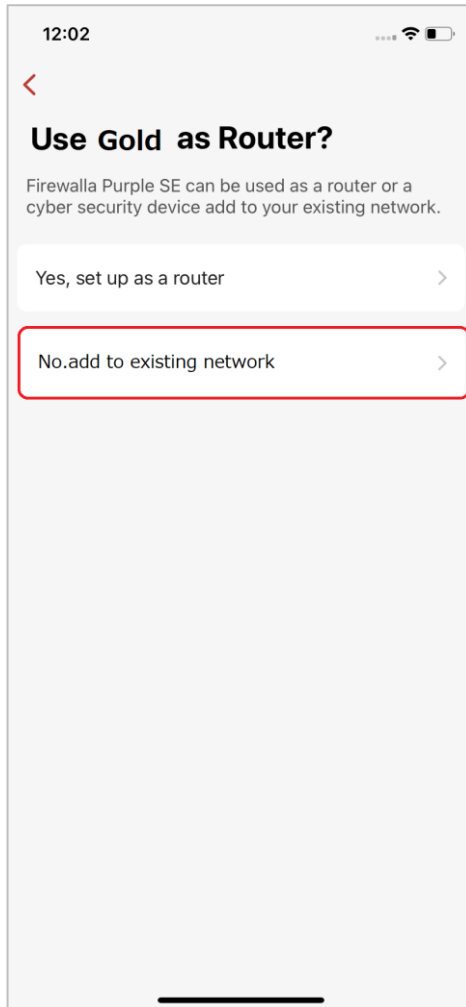 12:02
Use Gold as Router?
Firewalla Purple SE can be used as a router or a
cyber security device add to your existing network.
Yes, set up as a router
No.add to existing network